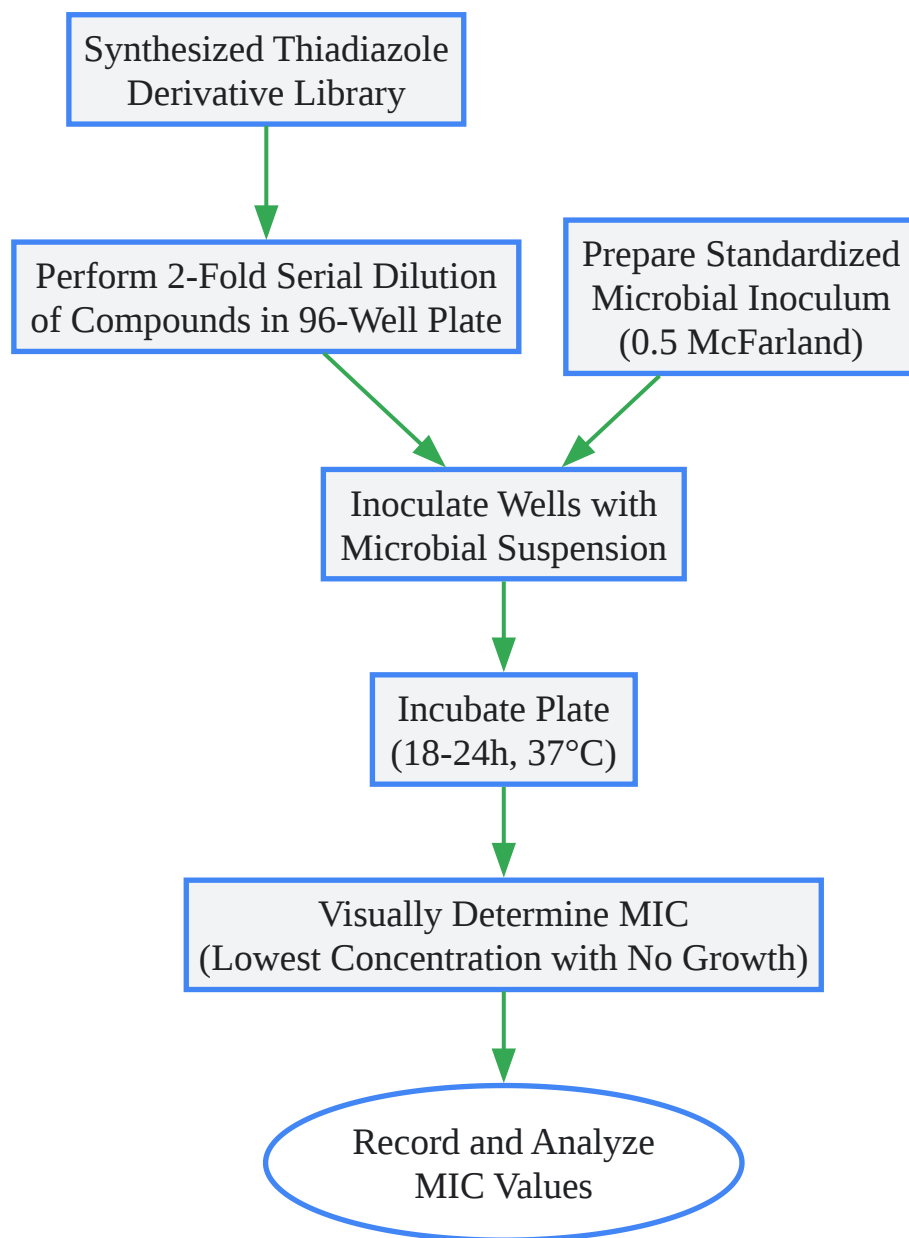 Synthesized Thiadiazole
Derivative Library
Perform 2-Fold Serial Dilution
of Compounds in 96-Well Plate
Prepare Standardized
Microbial Inoculum
(0.5 McFarland)
Inoculate Wells with
Microbial Suspension
Incubate Plate
(18-24h, 37°C)
Visually Determine MIC
(Lowest Concentration with No Growth)
Record and Analyze
MIC Values